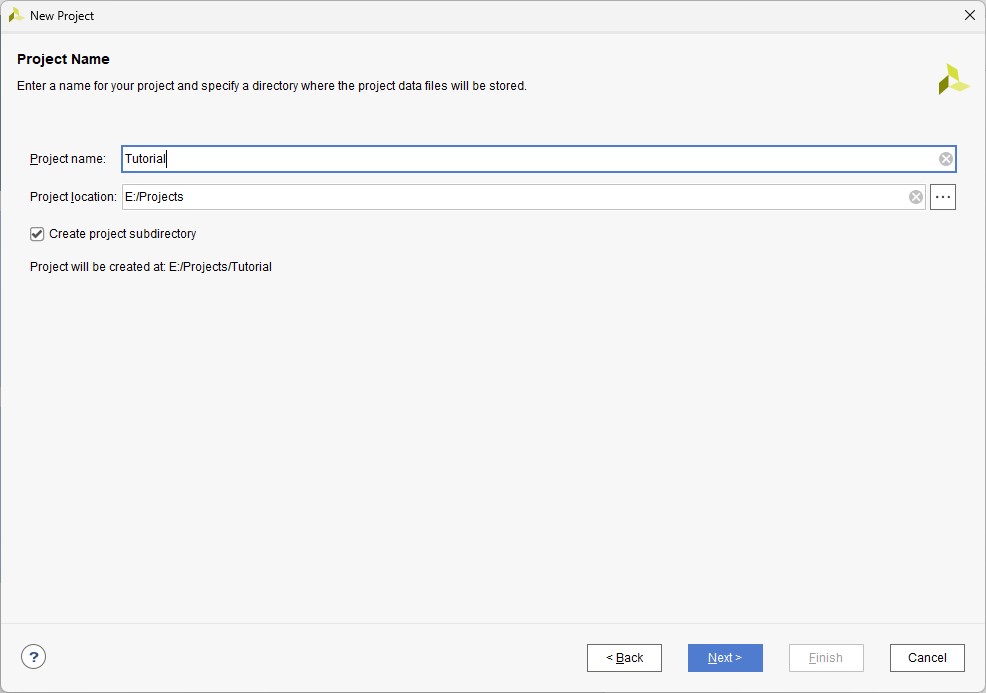 New Project
Project Name
Enter a name for your project and specify a directory where the project data files will be stored.
Project name: Tutorial
Project location: E:/Projects ...
Create project subdirectory
Project will be created at: E:/Projects/Tutorial
? < Back Next > Finish Cancel